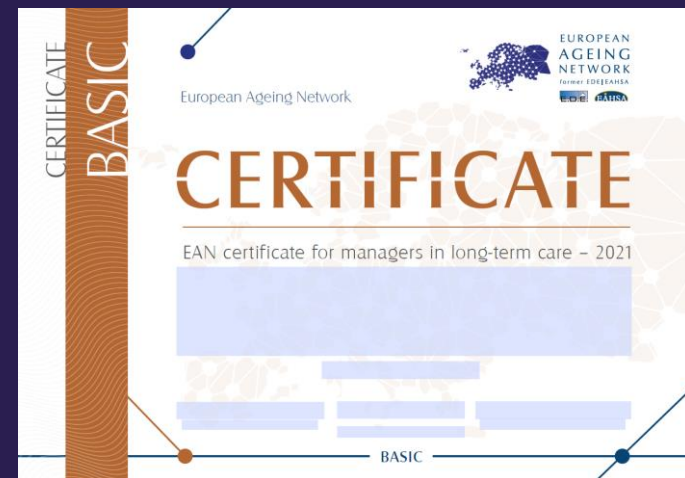 CERTIFICATE
BASIC
EUROPEAN
AGEING
NETWORK
former EDE|EAHSA
EDE EAHSA
European Ageing Network
CERTIFICATE
EAN certificate for managers in long-term care – 2021
BASIC